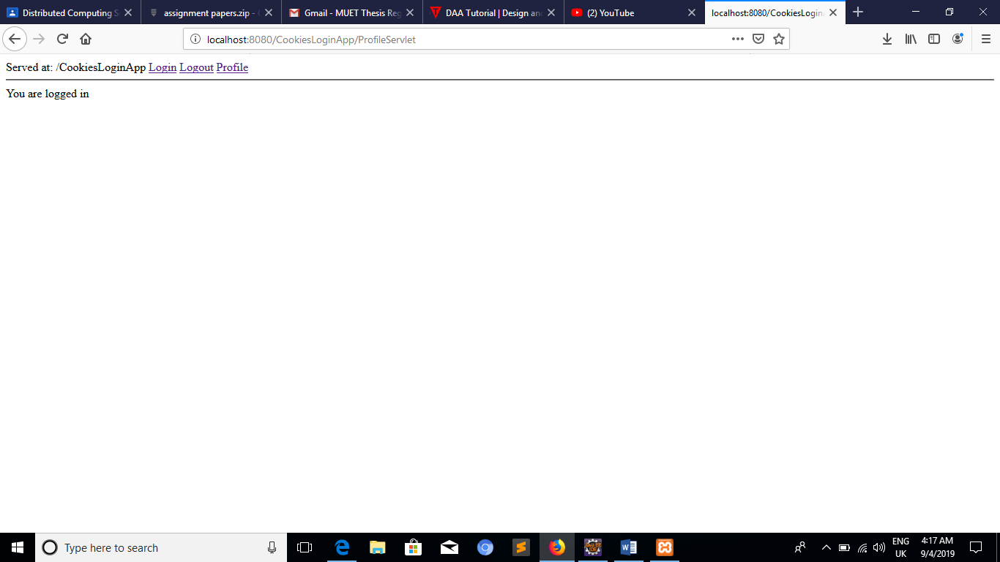 Distributed Computing S
assignment papers.zip -
Gmail - MUET Thesis Reg
DAA Tutorial | Design an
(2) YouTube
localhost:8080/CookiesLogin
localhost:8080/CookiesLoginApp/ProfileServlet
Served at: /CookiesLoginApp Login Logout Profile
You are logged in
Type here to search
ENG
UK
4:17 AM
9/4/2019